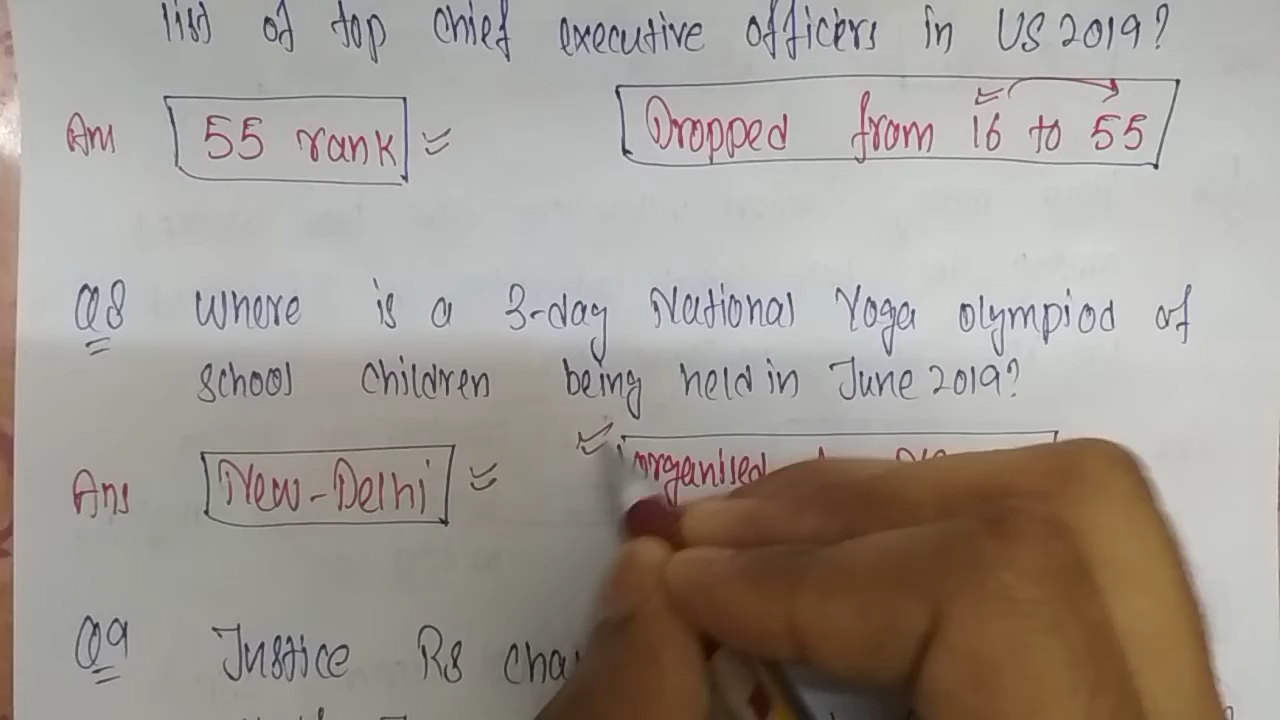 list of top chief executive officers in US 2019?
Ans 55 rank Dropped from 16 to 55
Q8 Where is a 3-day National Yoga olympiad of
school children being held in June 2019?
Ans New-Delhi organised
Q9 Justice Rs